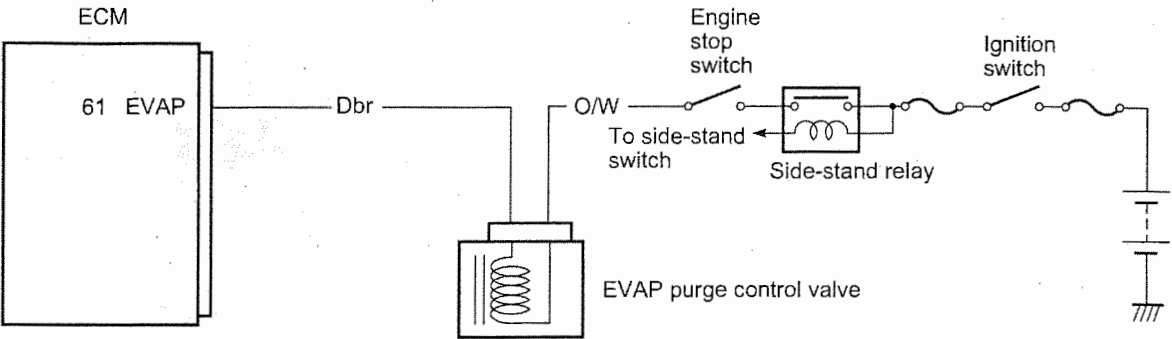 ECM
Engine
stop
switch
Ignition
switch
61 EVAP
Dbr
O/W
To side-stand
switch
Side-stand relay
EVAP purge control valve